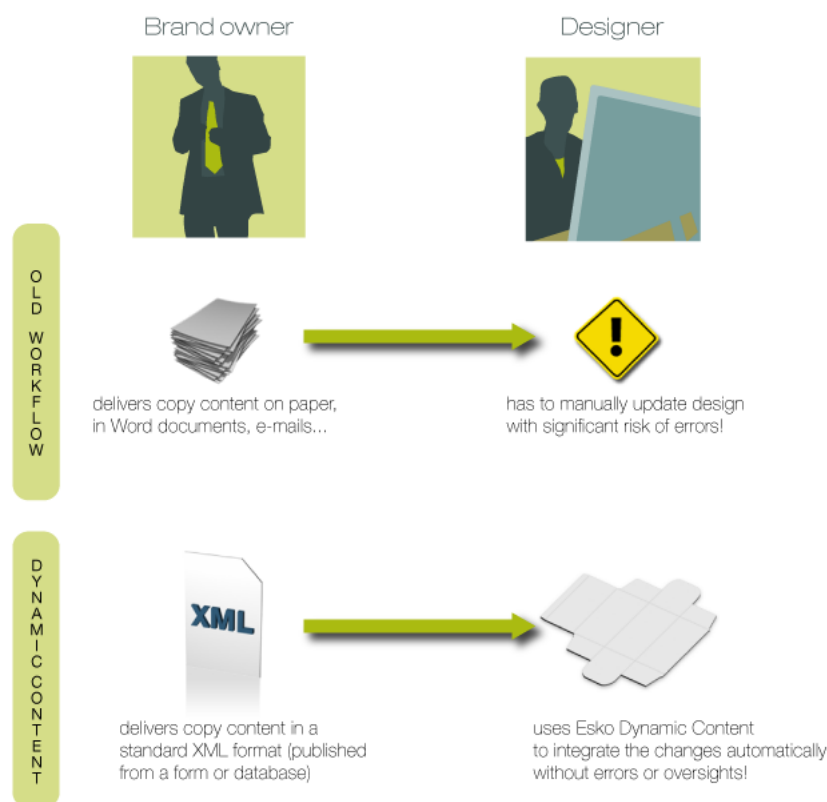 Brand owner
Designer
OLD WORKFLOW
delivers copy content on paper,
in Word documents, e-mails...
has to manually update design
with significant risk of errors!
DYNAMIC CONTENT
XML
delivers copy content in a
standard XML format (published
from a form or database)
uses Esko Dynamic Content
to integrate the changes automatically
without errors or oversights!